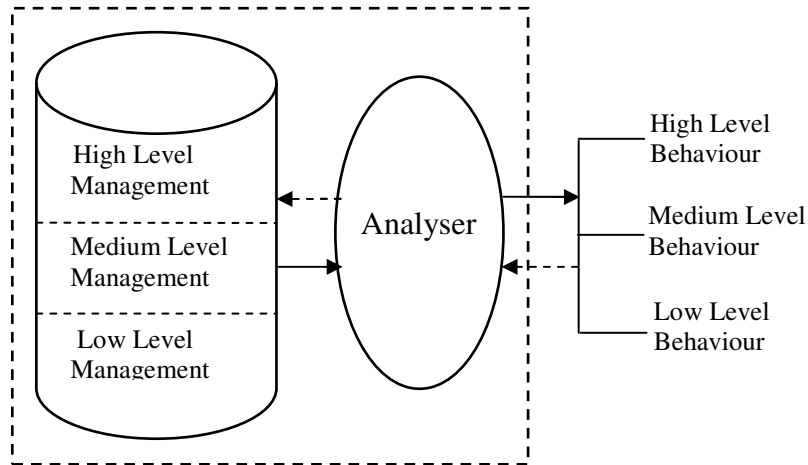 High Level
Management
Medium Level
Management
Low Level
Management
Analyser
High Level
Behaviour
Medium Level
Behaviour
Low Level
Behaviour